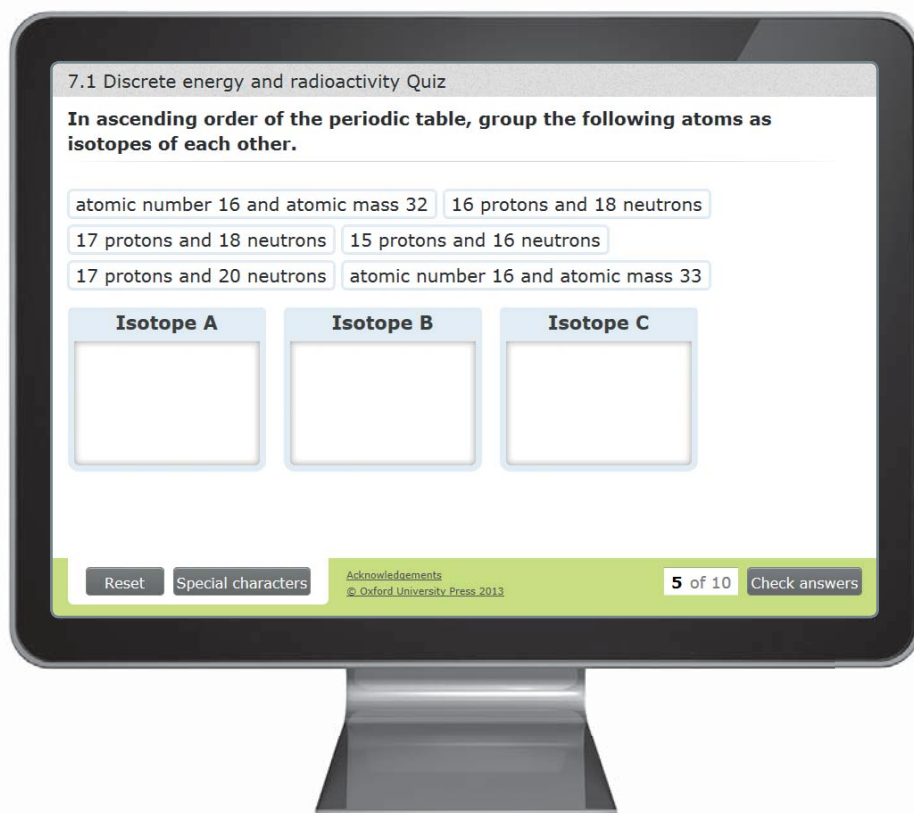 7.1 Discrete energy and radioactivity Quiz
In ascending order of the periodic table, group the following atoms as
isotopes of each other.
atomic number 16 and atomic mass 32 16 protons and 18 neutrons
17 protons and 18 neutrons 15 protons and 16 neutrons
17 protons and 20 neutrons atomic number 16 and atomic mass 33
Isotope A Isotope B Isotope C
Reset Special characters Acknowledgements 5 of 10 Check answers
© Oxford University Press 2013